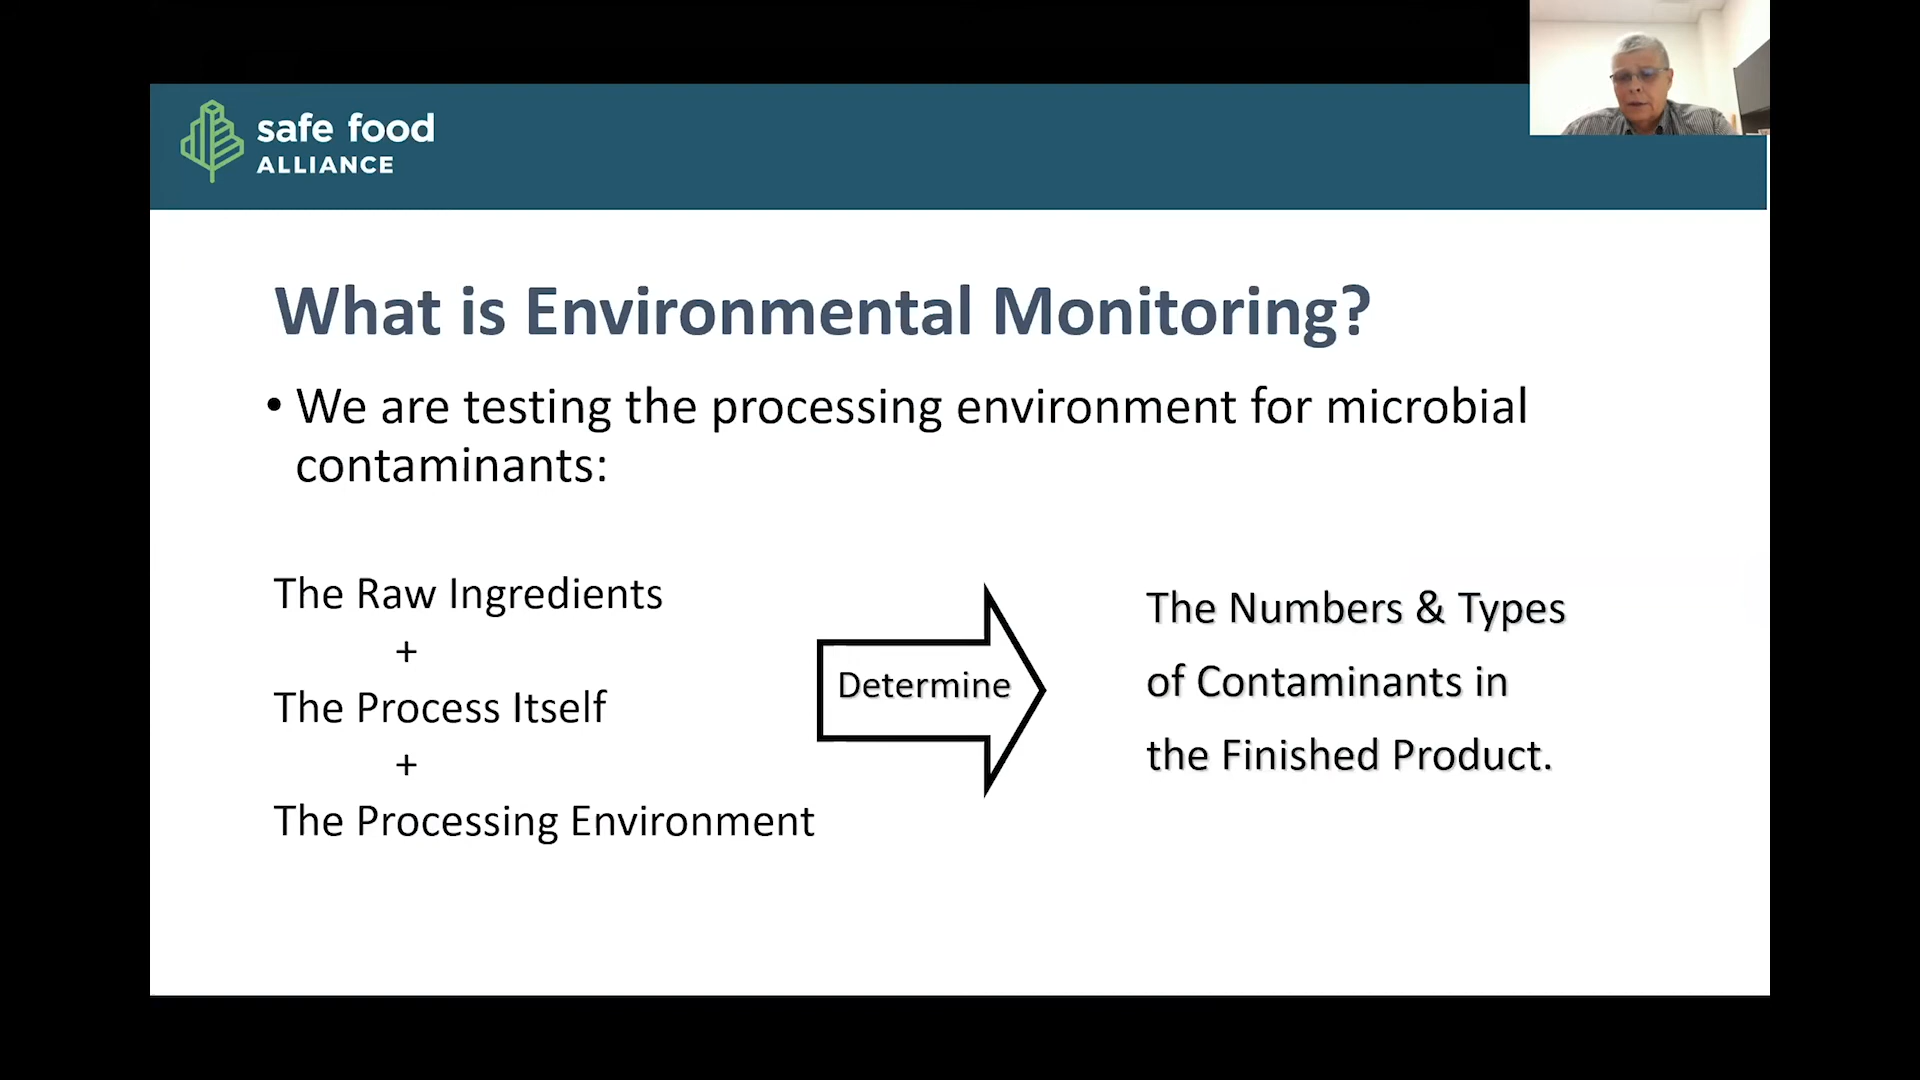 safe food
ALLIANCE
What is Environmental Monitoring?
• We are testing the processing environment for microbial
contaminants:
The Raw Ingredients
+
The Process Itself
+
The Processing Environment
Determine
The Numbers & Types
of Contaminants in
the Finished Product.